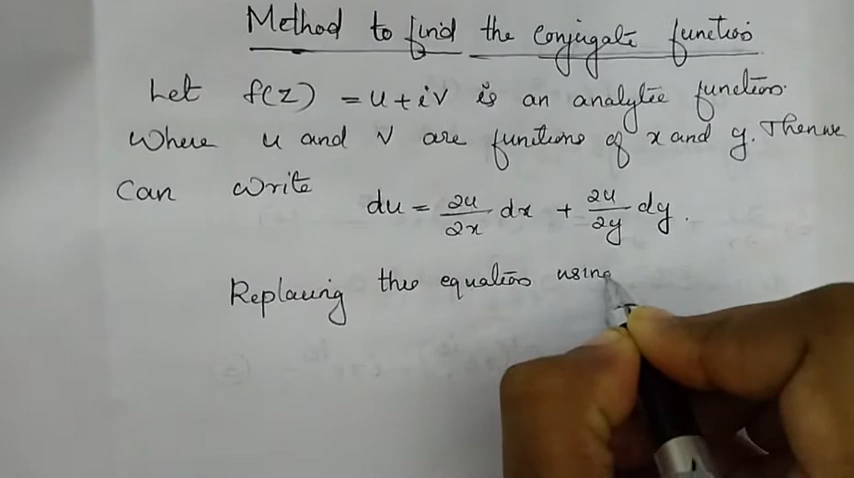 Method to find the conjugate function
Let f(z) = u + iv is an analytic function.
Where u and v are functions of x and y. Then we
Can write du = ∂u/∂x dx + ∂u/∂y dy.
Replacing the equation using